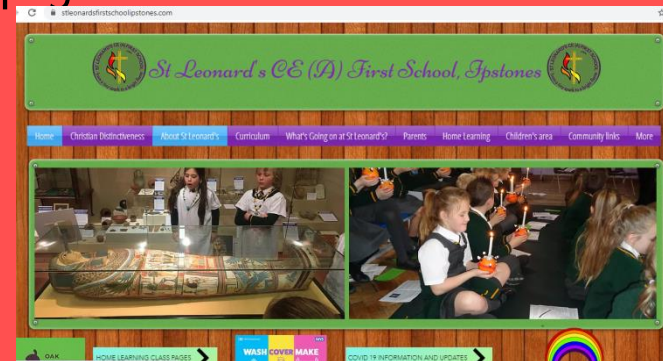 stleonardsfirstschoolipstones.com
St Leonard's CE (A) First School, Ipstones
Home Christian Distinctiveness About St Leonard's Curriculum What's Going on at St Leonard's? Parents Home Learning Children's area Community links More
OAK
HOME LEARNING CLASS PAGES
WASH COVER MAKE
COVID 19 INFORMATION AND UPDATES